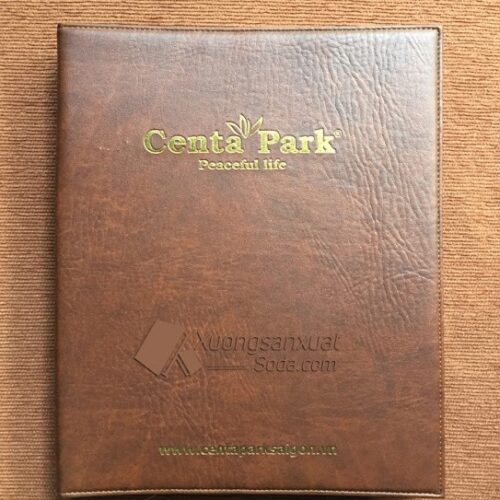 Centa Park®
Peaceful life
Xuongsanxuat
Soda.com
www.centaparksaigon.vn